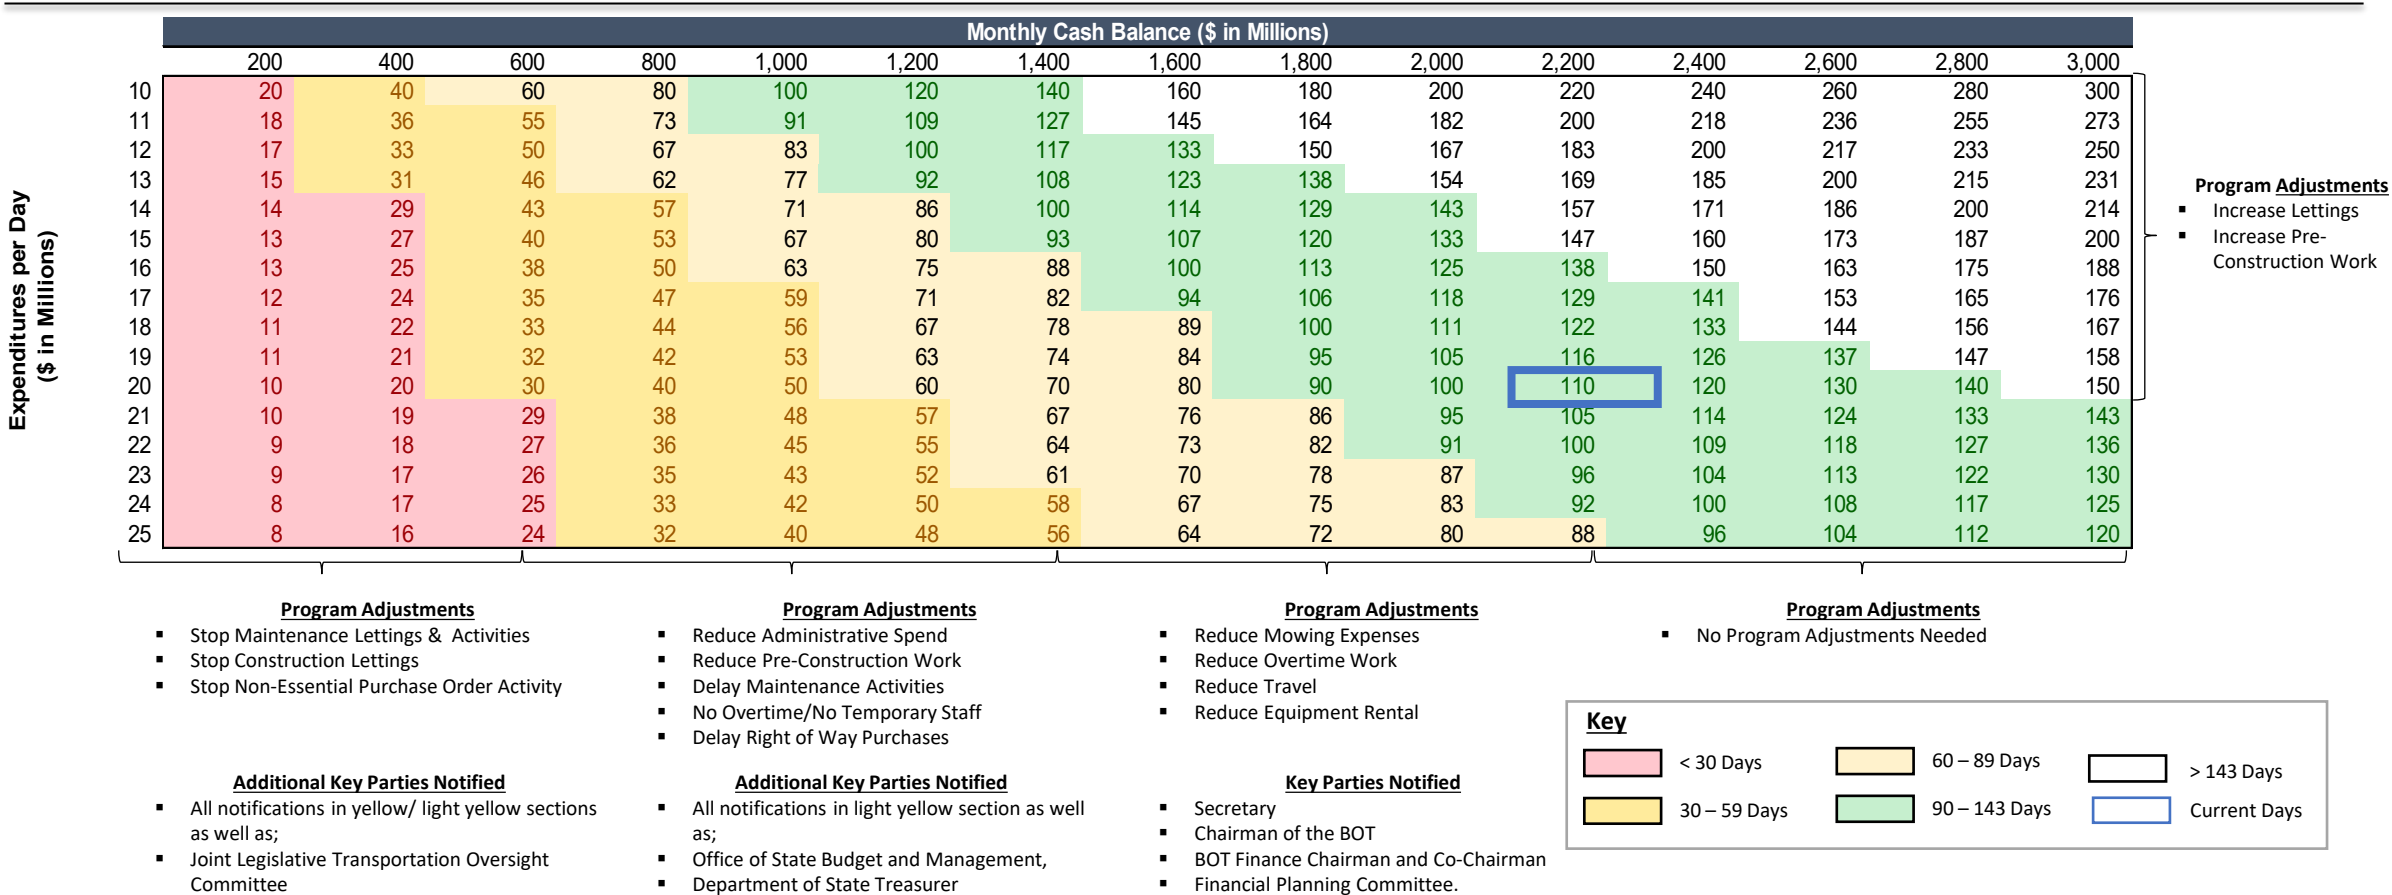 Monthly Cash Balance ($ in Millions)
200 400 600 800 1,000 1,200 1,400 1,600 1,800 2,000 2,200 2,400 2,600 2,800 3,000
Expenditures per Day
($ in Millions)
10 20 40 60 80 100 120 140 160 180 200 220 240 260 280 300
11 18 36 55 73 91 109 127 145 164 182 200 218 236 255 273
12 17 33 50 67 83 100 117 133 150 167 183 200 217 233 250
13 15 31 46 62 77 92 108 123 138 154 169 185 200 215 231
14 14 29 43 57 71 86 100 114 129 143 157 171 186 200 214
15 13 27 40 53 67 80 93 107 120 133 147 160 173 187 200
16 13 25 38 50 63 75 88 100 113 125 138 150 163 175 188
17 12 24 35 47 59 71 82 94 106 118 129 141 153 165 176
18 11 22 33 44 56 67 78 89 100 111 122 133 144 156 167
19 11 21 32 42 53 63 74 84 95 105 116 126 137 147 158
20 10 20 30 40 50 60 70 80 90 100 110 120 130 140 150
21 10 19 29 38 48 57 67 76 86 95 105 114 124 133 143
22 9 18 27 36 45 55 64 73 82 91 100 109 118 127 136
23 9 17 26 35 43 52 61 70 78 87 96 104 113 122 130
24 8 17 25 33 42 50 58 67 75 83 92 100 108 117 125
25 8 16 24 32 40 48 56 64 72 80 88 96 104 112 120
Program Adjustments
▪ Increase Lettings
▪ Increase Pre-
Construction Work
Program Adjustments
▪ Stop Maintenance Lettings & Activities
▪ Stop Construction Lettings
▪ Stop Non-Essential Purchase Order Activity
Additional Key Parties Notified
▪ All notifications in yellow/ light yellow sections
as well as;
▪ Joint Legislative Transportation Oversight
Committee
Program Adjustments
▪ Reduce Administrative Spend
▪ Reduce Pre-Construction Work
▪ Delay Maintenance Activities
▪ No Overtime/No Temporary Staff
▪ Delay Right of Way Purchases
Additional Key Parties Notified
▪ All notifications in light yellow section as well
as;
▪ Office of State Budget and Management,
▪ Department of State Treasurer
Program Adjustments
▪ Reduce Mowing Expenses
▪ Reduce Overtime Work
▪ Reduce Travel
▪ Reduce Equipment Rental
Key Parties Notified
▪ Secretary
▪ Chairman of the BOT
▪ BOT Finance Chairman and Co-Chairman
▪ Financial Planning Committee.
Program Adjustments
▪ No Program Adjustments Needed
Key
< 30 Days
60 – 89 Days
> 143 Days
30 – 59 Days
90 – 143 Days
Current Days